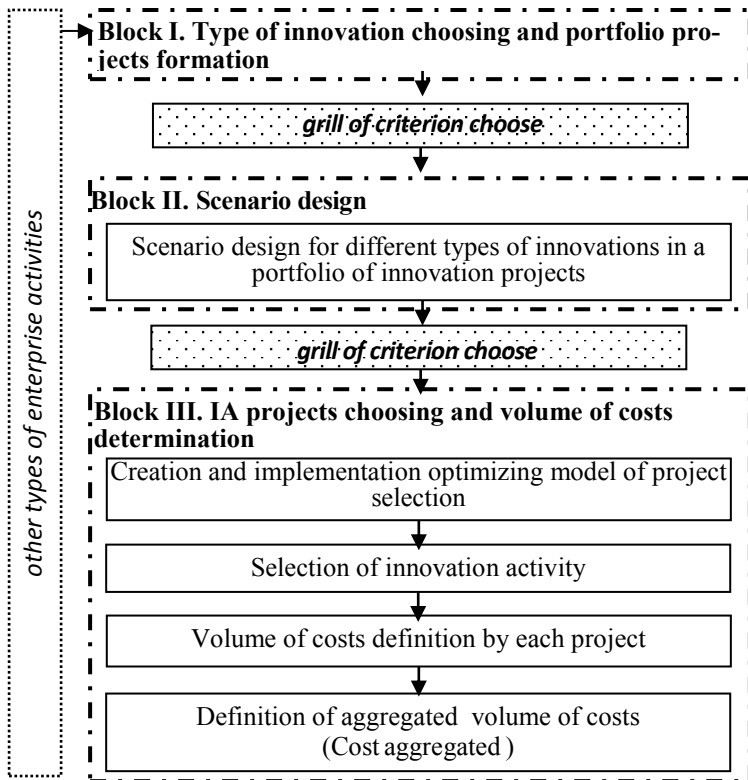 other types of enterprise activities
Block I. Type of innovation choosing and portfolio pro-
jects formation
grill of criterion choose
Block II. Scenario design
Scenario design for different types of innovations in a
portfolio of innovation projects
grill of criterion choose
Block III. IA projects choosing and volume of costs
determination
Creation and implementation optimizing model of project
selection
Selection of innovation activity
Volume of costs definition by each project
Definition of aggregated volume of costs
(Cost aggregated )